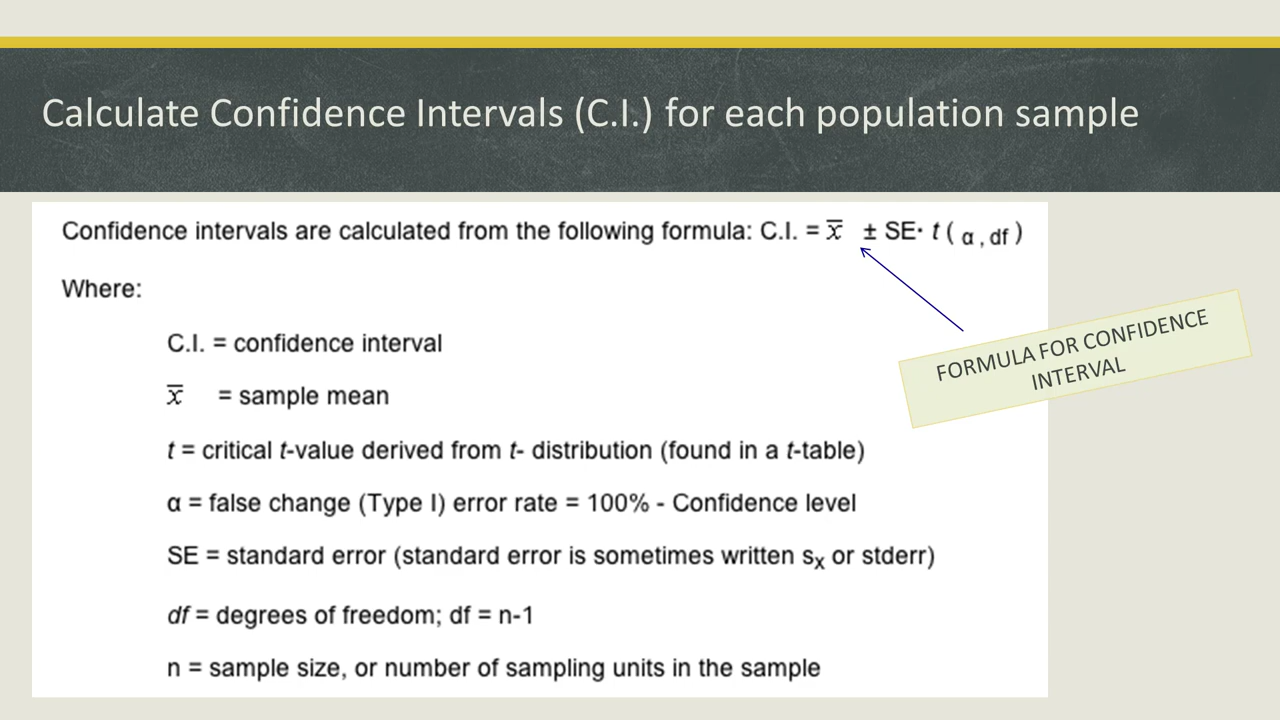 Calculate Confidence Intervals (C.I.) for each population sample
Confidence intervals are calculated from the following formula: C.I. = x̅ ± SE· t ( α , df )
Where:
C.I. = confidence interval
x̅ = sample mean
t = critical t-value derived from t- distribution (found in a t-table)
α = false change (Type I) error rate = 100% - Confidence level
SE = standard error (standard error is sometimes written sx or stderr)
df = degrees of freedom; df = n-1
n = sample size, or number of sampling units in the sample
FORMULA FOR CONFIDENCE
INTERVAL